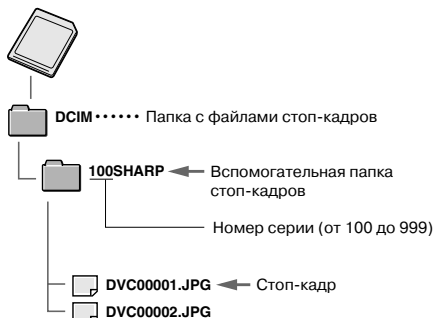 DCIM •••••• Папка с файлами стоп-кадров
100SHARP Вспомогательная папка
стоп-кадров
Номер серии (от 100 до 999)
DVC00001.JPG Стоп-кадр
DVC00002.JPG